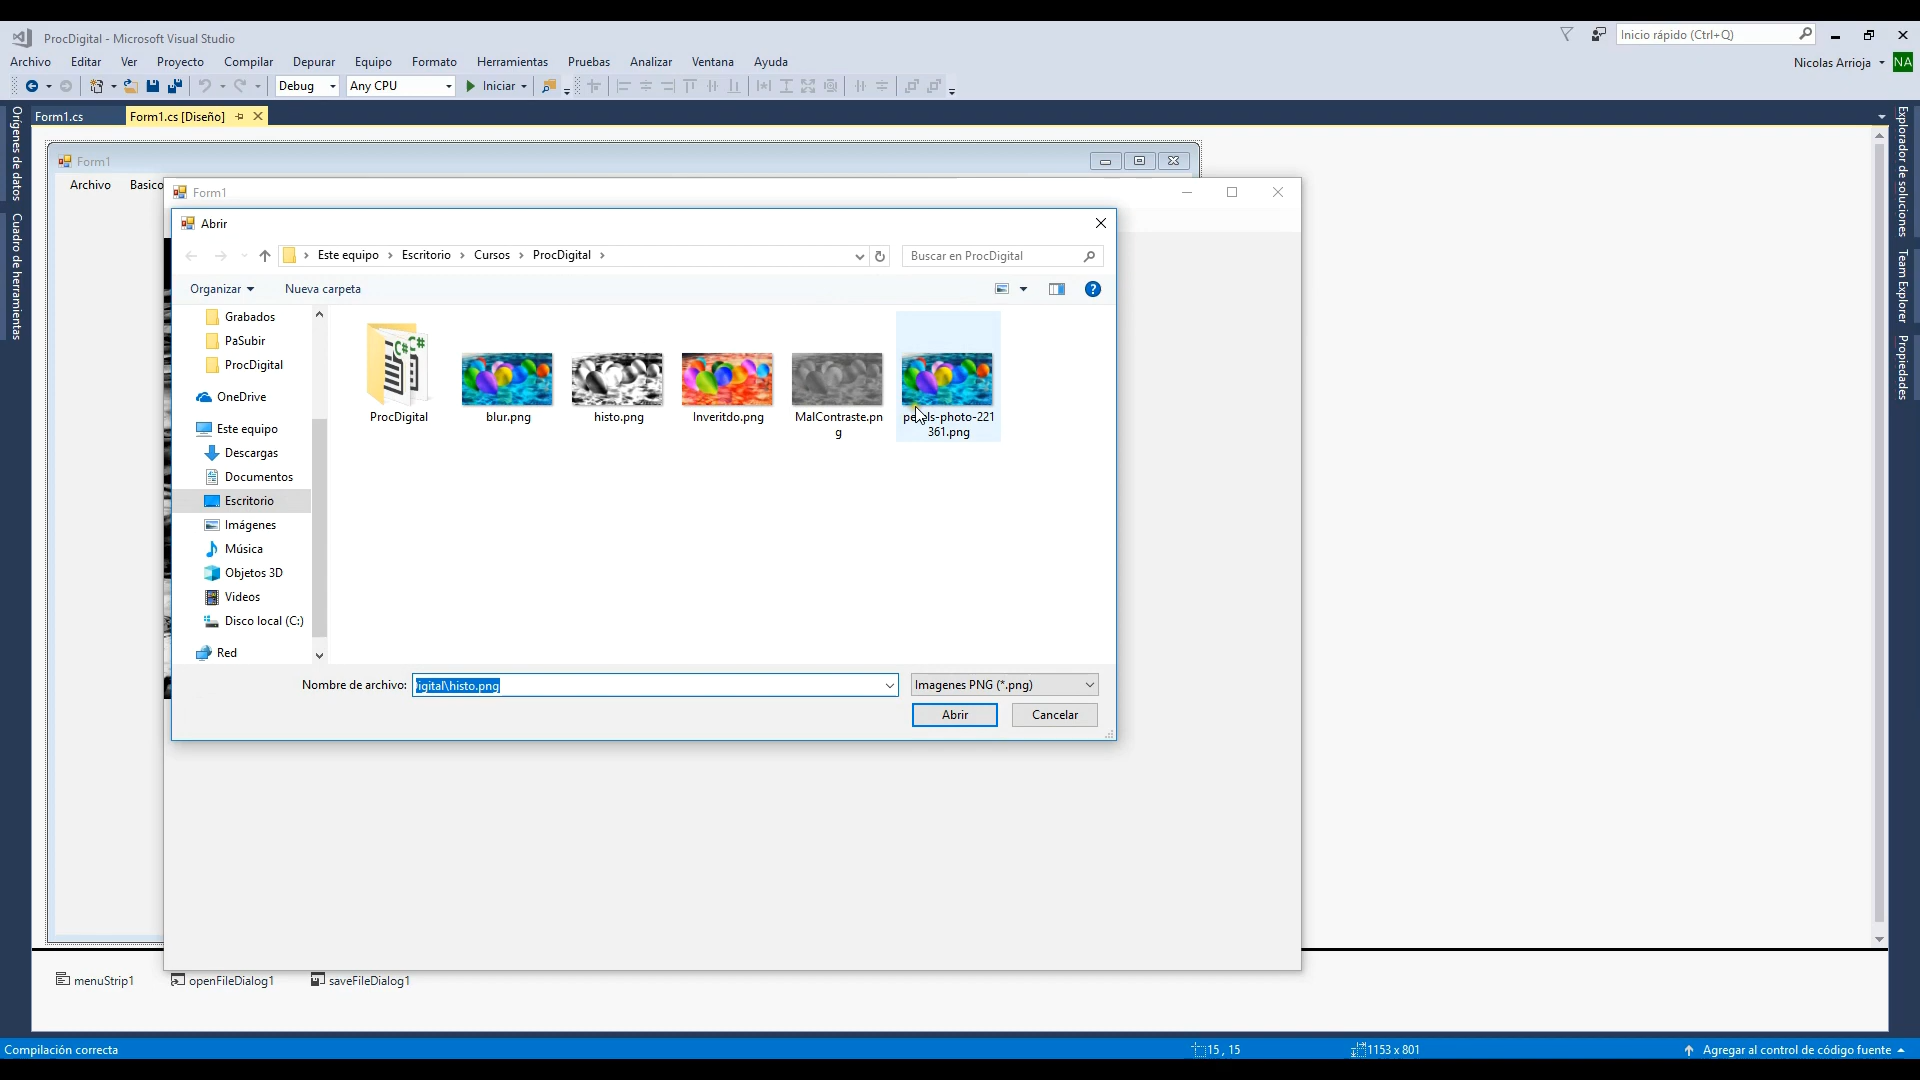 ProcDigital - Microsoft Visual Studio
Inicio rápido (Ctrl+Q)
Archivo Editar Ver Proyecto Compilar Depurar Equipo Formato Herramientas Pruebas Analizar Ventana Ayuda
Nicolas Arrioja NA
Debug Any CPU Iniciar
Form1.cs Form1.cs [Diseño]
Orígenes de datos
Cuadro de herramientas
Explorador de soluciones
Team Explorer
Propiedades
Form1
Archivo Basico
Form1
Abrir
Este equipo Escritorio Cursos ProcDigital
Buscar en ProcDigital
Organizar Nueva carpeta
Grabados
PaSubir
ProcDigital
OneDrive
Este equipo
Descargas
Documentos
Escritorio
Imágenes
Música
Objetos 3D
Videos
Disco local (C:)
Red
C# C#
ProcDigital
blur.png
histo.png
Inveritdo.png
MalContraste.pn
g
361.png
Nombre de archivo: igital\histo.png
Imagenes PNG (*.png)
Abrir Cancelar
menuStrip1 openFileDialog1 saveFileDialog1
Compilación correcta
15 , 15
1153 x 801
Agregar al control de código fuente